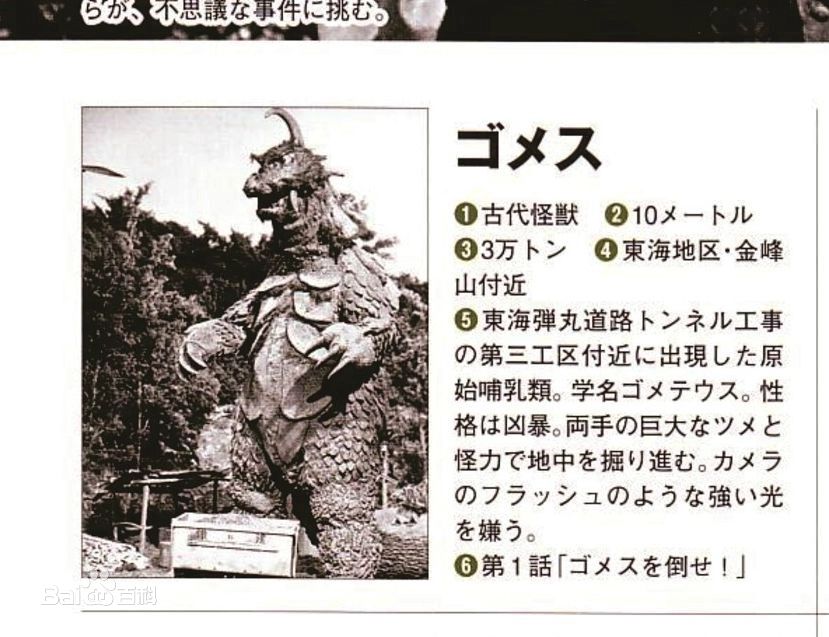 らが、不思議な事件に挑む。
ゴメス
❶古代怪獣 ❷10メートル
❸3万トン ❹東海地区・金峰
山付近
❺東海弾丸道路トンネル工事
の第三工区付近に出現した原
始哺乳類。学名ゴメテウス。性
格は凶暴。両手の巨大なツメと
怪力で地中を掘り進む。カメラ
のフラッシュのような強い光
を嫌う。
❻第1話「ゴメスを倒せ！」
Baidu百科